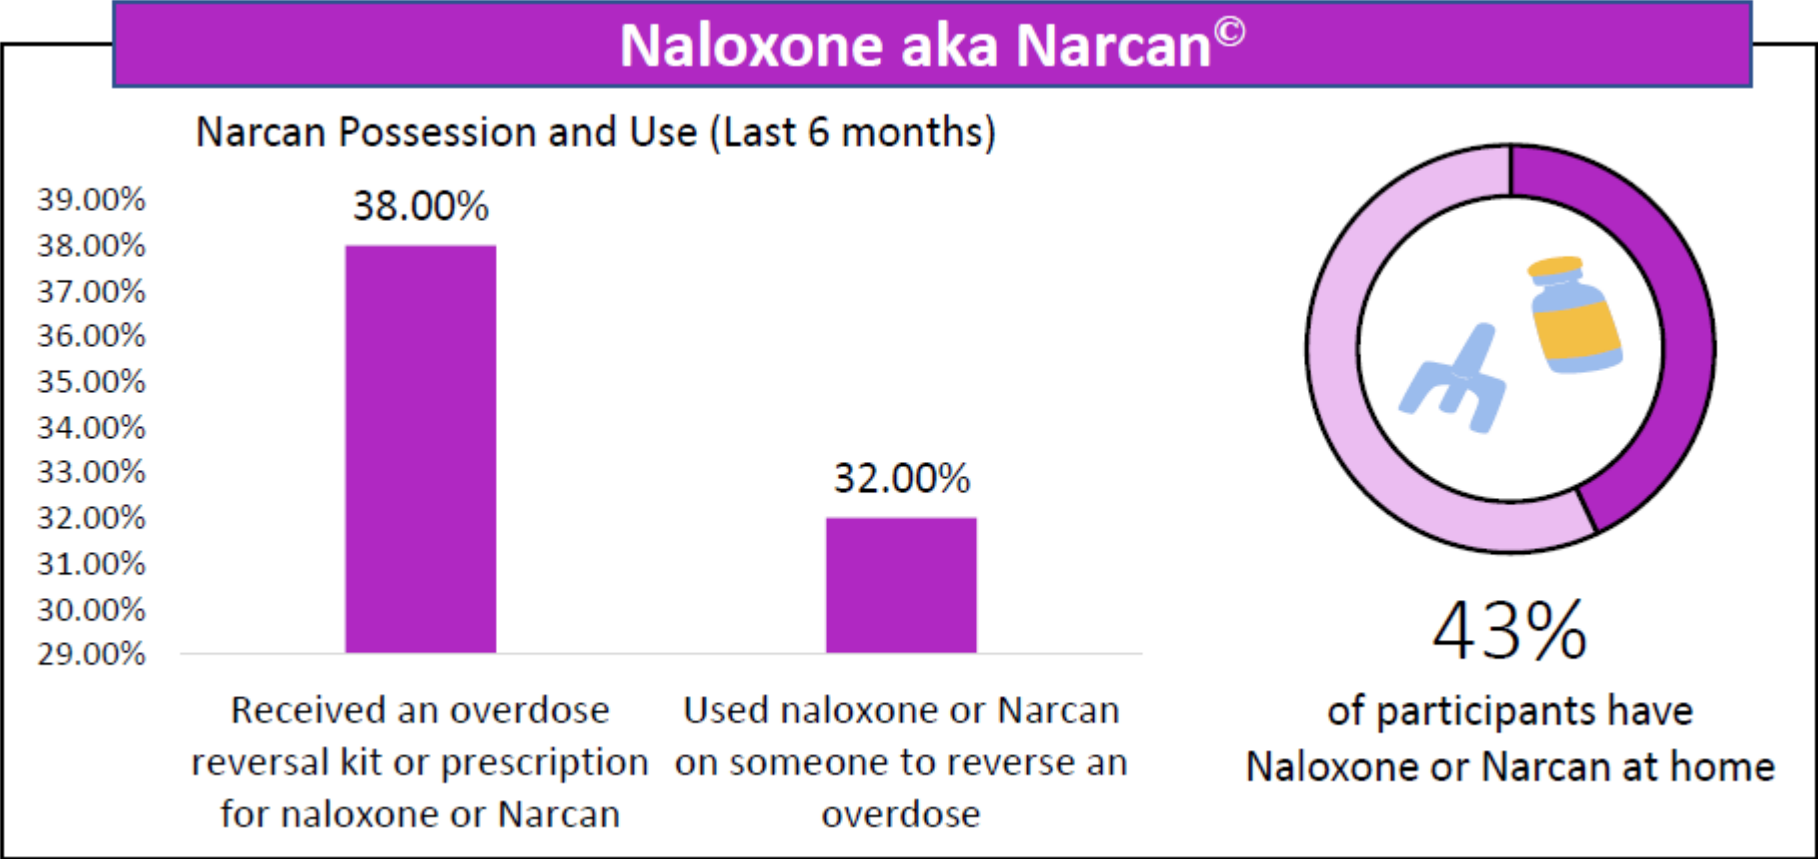 Naloxone aka Narcan©
Narcan Possession and Use (Last 6 months)
39.00%
38.00%
37.00%
36.00%
35.00%
34.00%
33.00%
32.00%
31.00%
30.00%
29.00%
38.00%
32.00%
Received an overdose
reversal kit or prescription
for naloxone or Narcan
Used naloxone or Narcan
on someone to reverse an
overdose
43%
of participants have
Naloxone or Narcan at home